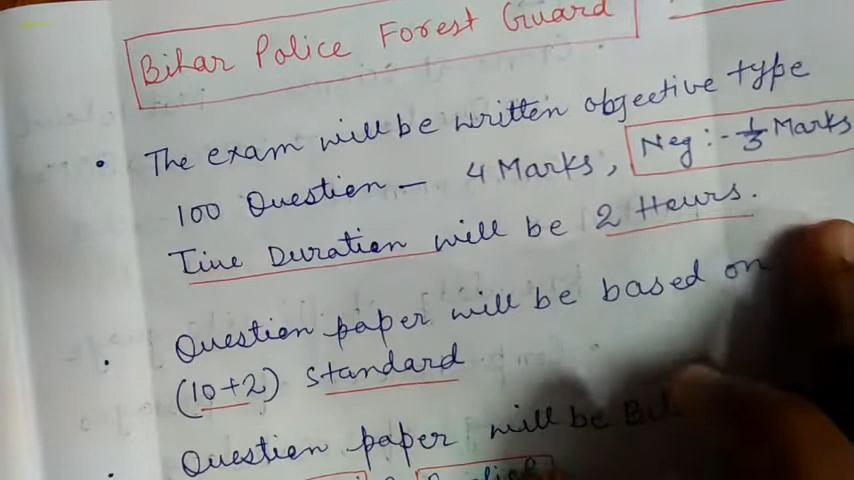 Bihar Police Forest Guard
• The exam will be written objective type
100 Question - 4 Marks, Neg:- 1/3 Marks
Time Duration will be 2 Hours.
• Question paper will be based on
(10+2) standard
• Question paper will be